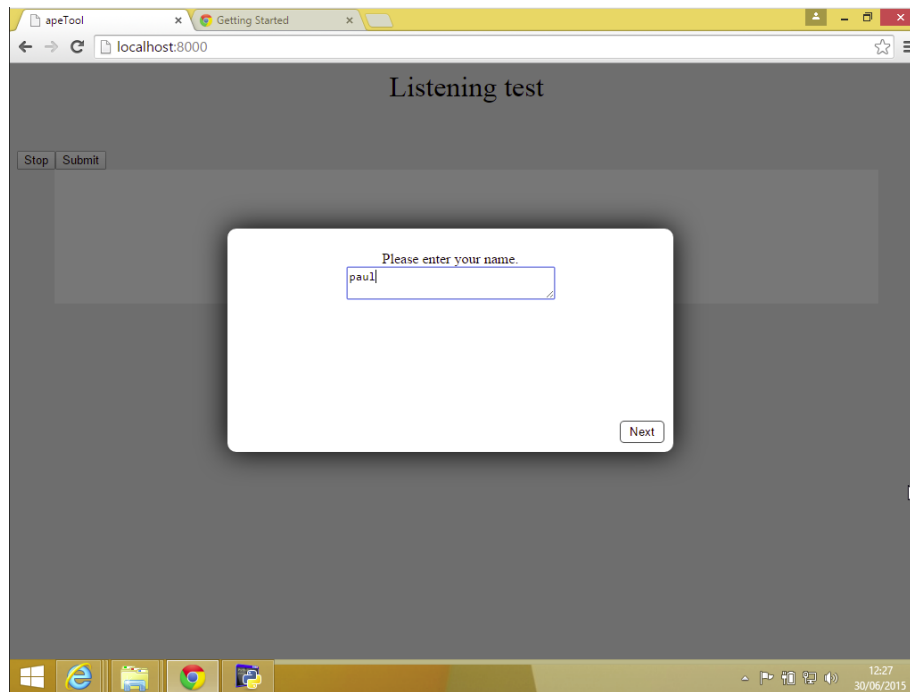 apeTool
Getting Started
localhost:8000
Listening test
Stop Submit
Please enter your name.
paul
Next
12:27
30/06/2015